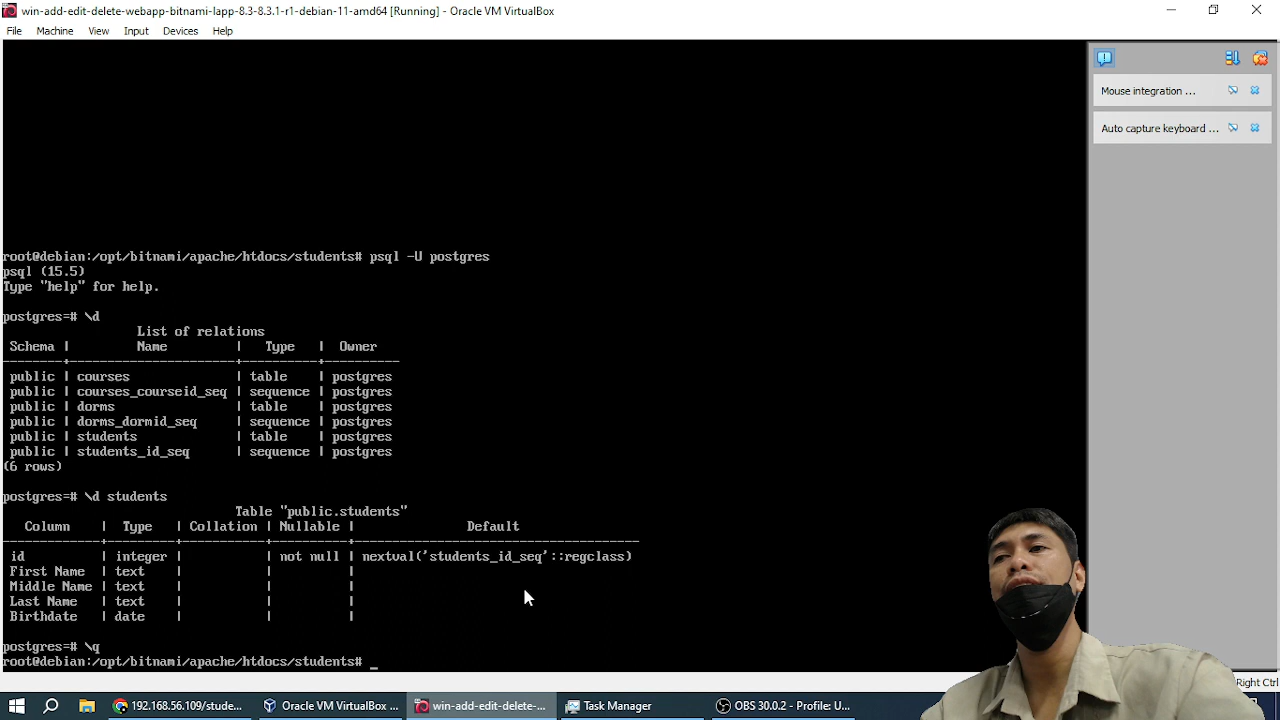 win-add-edit-delete-webapp-bitnami-lapp-8.3-8.3.1-r1-debian-11-amd64 [Running] - Oracle VM VirtualBox
File Machine View Input Devices Help
Mouse integration ...
Auto capture keyboard ...
root@debian:/opt/bitnami/apache/htdocs/students# psql -U postgres
psql (15.5)
Type "help" for help.
postgres=# \d
List of relations
Schema | Name | Type | Owner
--------+----------------------+----------+----------
public | courses | table | postgres
public | courses_courseid_seq | sequence | postgres
public | dorms | table | postgres
public | dorms_dormid_seq | sequence | postgres
public | students | table | postgres
public | students_id_seq | sequence | postgres
(6 rows)
postgres=# \d students
Table "public.students"
Column | Type | Collation | Nullable | Default
-------------+---------+-----------+----------+--------------------------------------
id | integer | | not null | nextval('students_id_seq'::regclass)
First Name | text | | |
Middle Name | text | | |
Last Name | text | | |
Birthdate | date | | |
postgres=# \q
root@debian:/opt/bitnami/apache/htdocs/students# _
Right Ctrl
192.168.56.109/stude... Oracle VM VirtualBox ... win-add-edit-delete-... Task Manager OBS 30.0.2 - Profile: U...